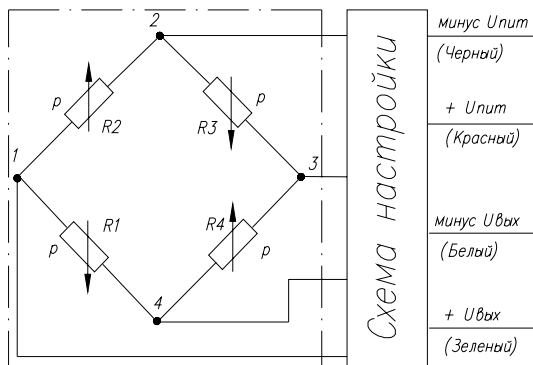 2
минус Uпит
(Черный)
p
R2
R3
p
+ Uпит
(Красный)
1
3
Схема настройки
R1
R4
p
p
минус Uвых
(Белый)
4
+ Uвых
(Зеленый)